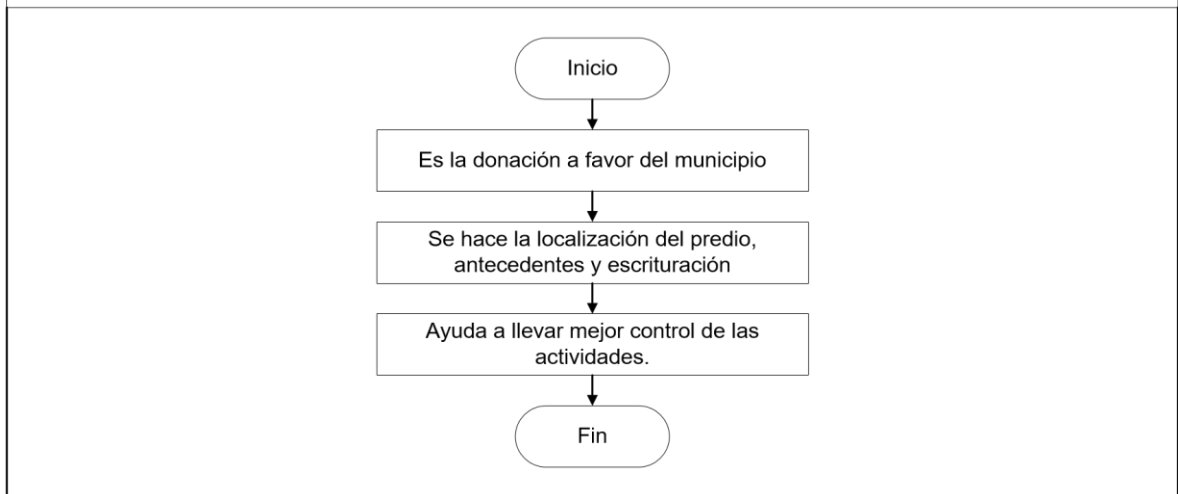 Inicio
Es la donación a favor del municipio
Se hace la localización del predio,
antecedentes y escrituración
Ayuda a llevar mejor control de las
actividades.
Fin